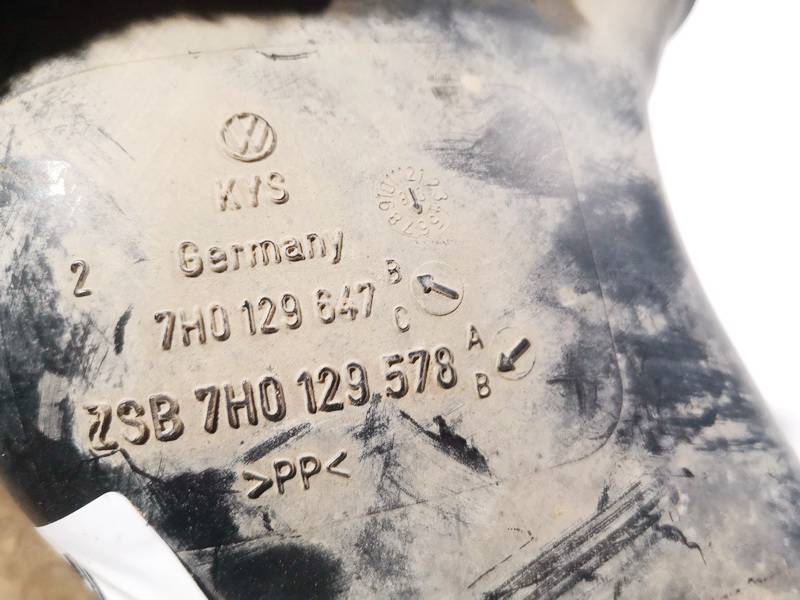 KYS
Germany
2
7H0 129 647 B C
ZSB 7H0 129.578 A B
>PP<